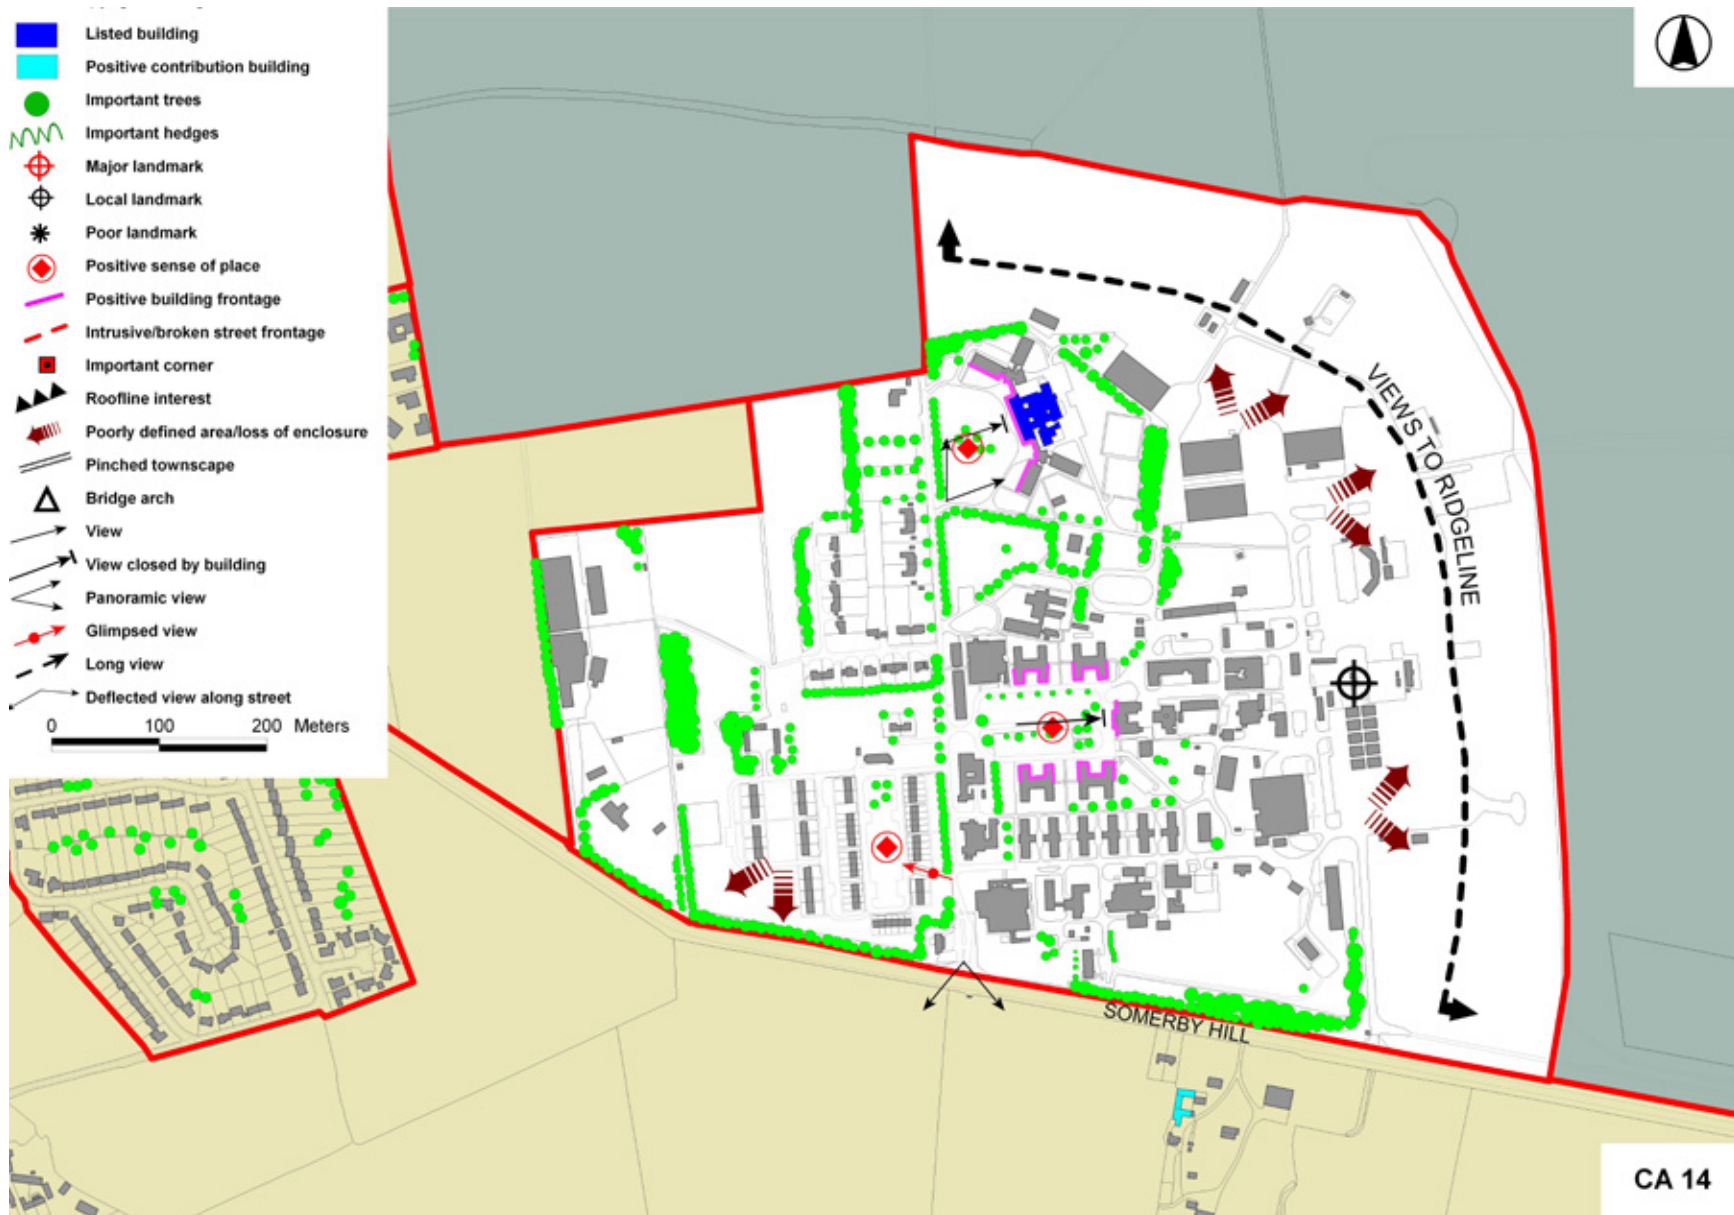 Listed building
Positive contribution building
Important trees
Important hedges
Major landmark
Local landmark
Poor landmark
Positive sense of place
Positive building frontage
Intrusive/broken street frontage
Important corner
Roofline interest
Poorly defined area/loss of enclosure
Pinched townscape
Bridge arch
View
View closed by building
Panoramic view
Glimpsed view
Long view
Deflected view along street
0 100 200 Meters
VIEWS TO RIDGELINE
SOMERBY HILL
CA 14